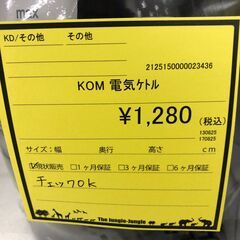 max
KD/その他
その他
2125150000023436
KOM 電気ケトル
¥1,280 (税込)
130825
170825
サイズ:幅 奥行 高さ cm
現状販売 □1ヶ月保証 □3ヶ月保証 □6ヶ月保証
チェックOK
The Jungle-Jungle